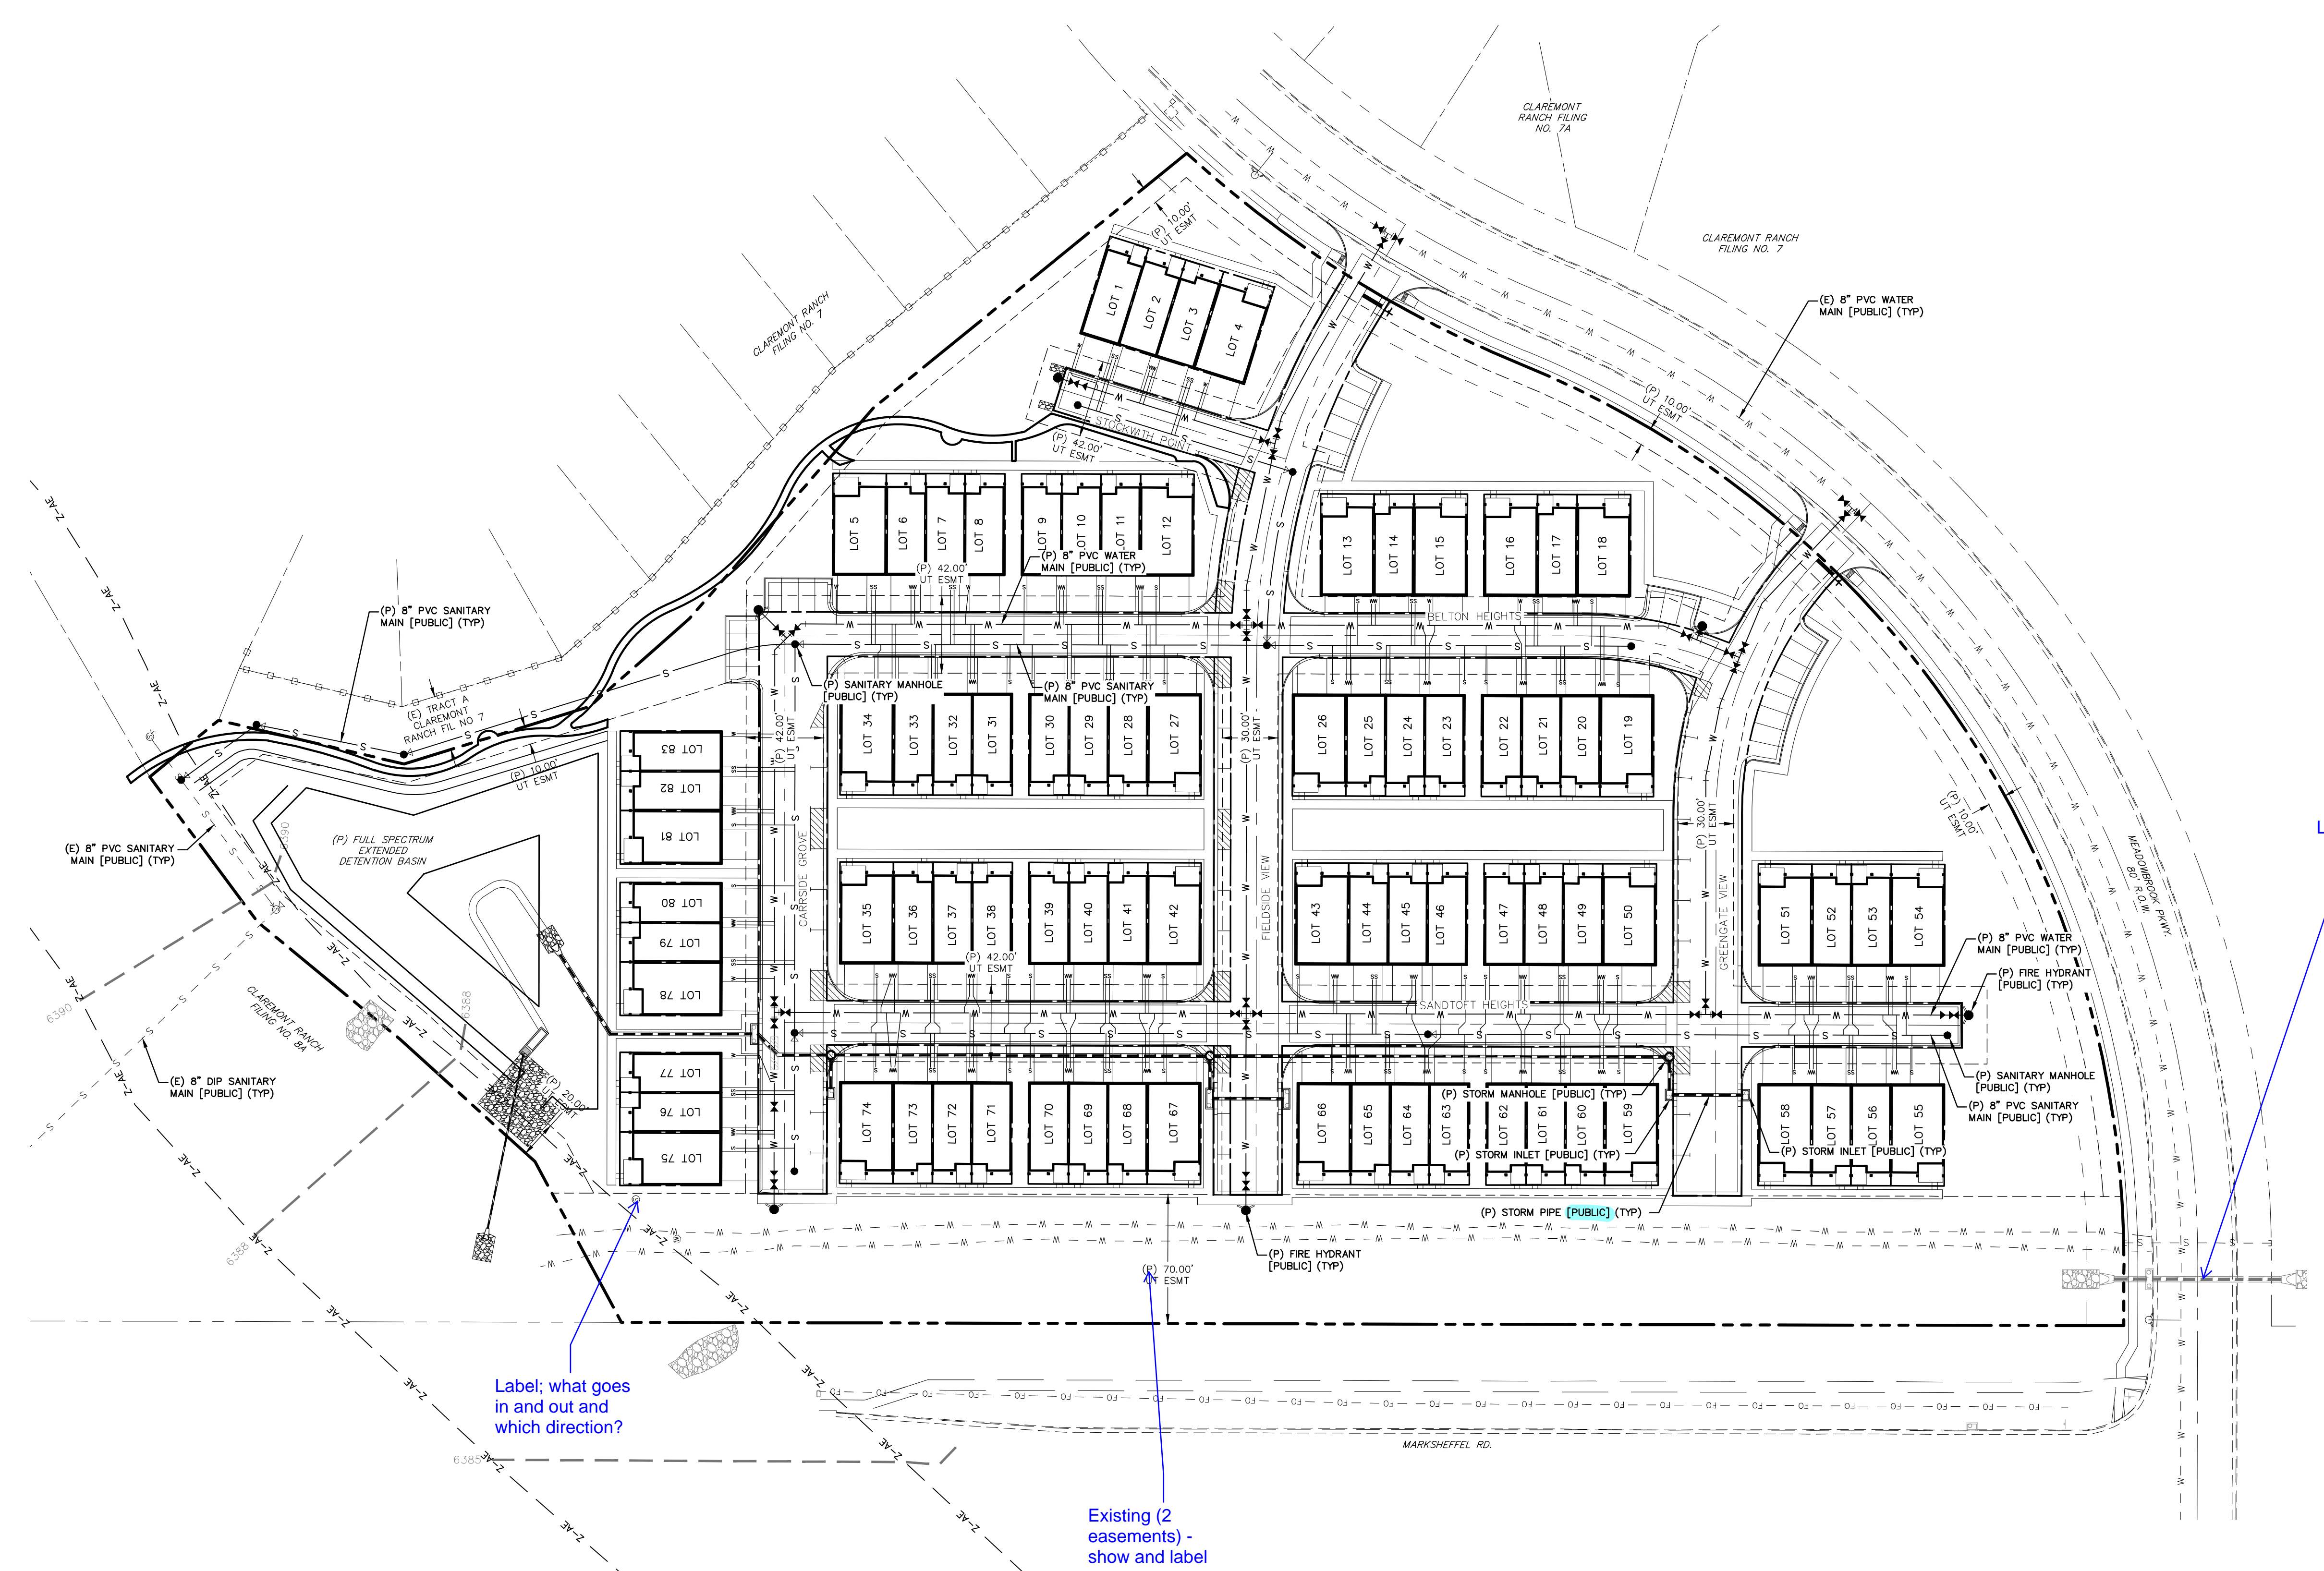 CLAREMONT
RANCH FILING
NO. 7A
CLAREMONT RANCH
FILING NO. 7
(E) 8" PVC WATER
MAIN [PUBLIC] (TYP)
(P) 10.00'
UT ESMT
CLAREMONT RANCH
FILING NO. 7
LOT 1
LOT 2
LOT 3
LOT 4
(P) 10.00'
UT ESMT
STOCKWITH POINT
(P) 42.00'
UT ESMT
LOT 5
LOT 6
LOT 7
LOT 8
LOT 9
LOT 10
LOT 11
LOT 12
LOT 13
LOT 14
LOT 15
LOT 16
LOT 17
LOT 18
(P) 8" PVC WATER
MAIN [PUBLIC] (TYP)
(P) 42.00'
UT ESMT
BELTON HEIGHTS
(P) 8" PVC SANITARY
MAIN [PUBLIC] (TYP)
(P) SANITARY MANHOLE
[PUBLIC] (TYP)
(P) 8" PVC SANITARY
MAIN [PUBLIC] (TYP)
(E) TRACT A
CLAREMONT
RANCH FIL NO 7
(P) 10.00'
UT ESMT
LOT 34
LOT 33
LOT 32
LOT 31
LOT 30
LOT 29
LOT 28
LOT 27
LOT 26
LOT 25
LOT 24
LOT 23
LOT 22
LOT 21
LOT 20
LOT 19
(P) 42.00'
UT ESMT
(P) 30.00'
UT ESMT
(P) 30.00'
UT ESMT
(P) 10.00'
UT ESMT
LOT 83
LOT 82
LOT 81
LOT 80
LOT 79
LOT 78
LOT 77
LOT 76
LOT 75
(P) FULL SPECTRUM
EXTENDED
DETENTION BASIN
(E) 8" PVC SANITARY
MAIN [PUBLIC] (TYP)
6390
6390
CARRSIDE GROVE
FIELDSIDE VIEW
GREENGATE VIEW
MEADOWBROOK PKWY.
80' R.O.W.
L
LOT 35
LOT 36
LOT 37
LOT 38
LOT 39
LOT 40
LOT 41
LOT 42
LOT 43
LOT 44
LOT 45
LOT 46
LOT 47
LOT 48
LOT 49
LOT 50
LOT 51
LOT 52
LOT 53
LOT 54
(P) 42.00'
UT ESMT
SANDTOFT HEIGHTS
(P) 8" PVC WATER
MAIN [PUBLIC] (TYP)
(P) FIRE HYDRANT
[PUBLIC] (TYP)
CLAREMONT RANCH
FILING NO. 8A
6388
6388
(E) 8" DIP SANITARY
MAIN [PUBLIC] (TYP)
(P) 20.00'
UT ESMT
(P) SANITARY MANHOLE
[PUBLIC] (TYP)
(P) 8" PVC SANITARY
MAIN [PUBLIC] (TYP)
(P) STORM MANHOLE [PUBLIC] (TYP)
LOT 74
LOT 73
LOT 72
LOT 71
LOT 70
LOT 69
LOT 68
LOT 67
LOT 66
LOT 65
LOT 64
LOT 63
LOT 62
LOT 61
LOT 60
LOT 59
LOT 58
LOT 57
LOT 56
LOT 55
(P) STORM INLET [PUBLIC] (TYP)
(P) STORM INLET [PUBLIC] (TYP)
(P) STORM PIPE [PUBLIC] (TYP)
(P) FIRE HYDRANT
[PUBLIC] (TYP)
(P) 70.00'
UT ESMT
Label; what goes
in and out and
which direction?
MARKSHEFFEL RD.
6385
Existing (2
easements) -
show and label